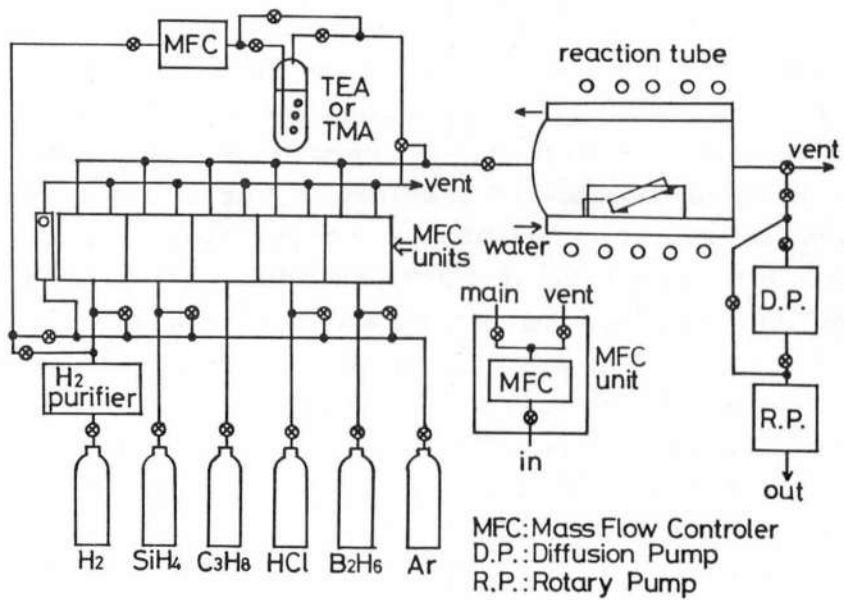 MFC
reaction tube
TEA
or
TMA
vent
vent
MFC
units
water
main vent
D.P.
MFC
unit
MFC
H2
purifier
R.P.
in
out
H2 SiH4 C3H8 HCl B2H6 Ar
MFC:Mass Flow Controler
D.P.:Diffusion Pump
R.P.:Rotary Pump